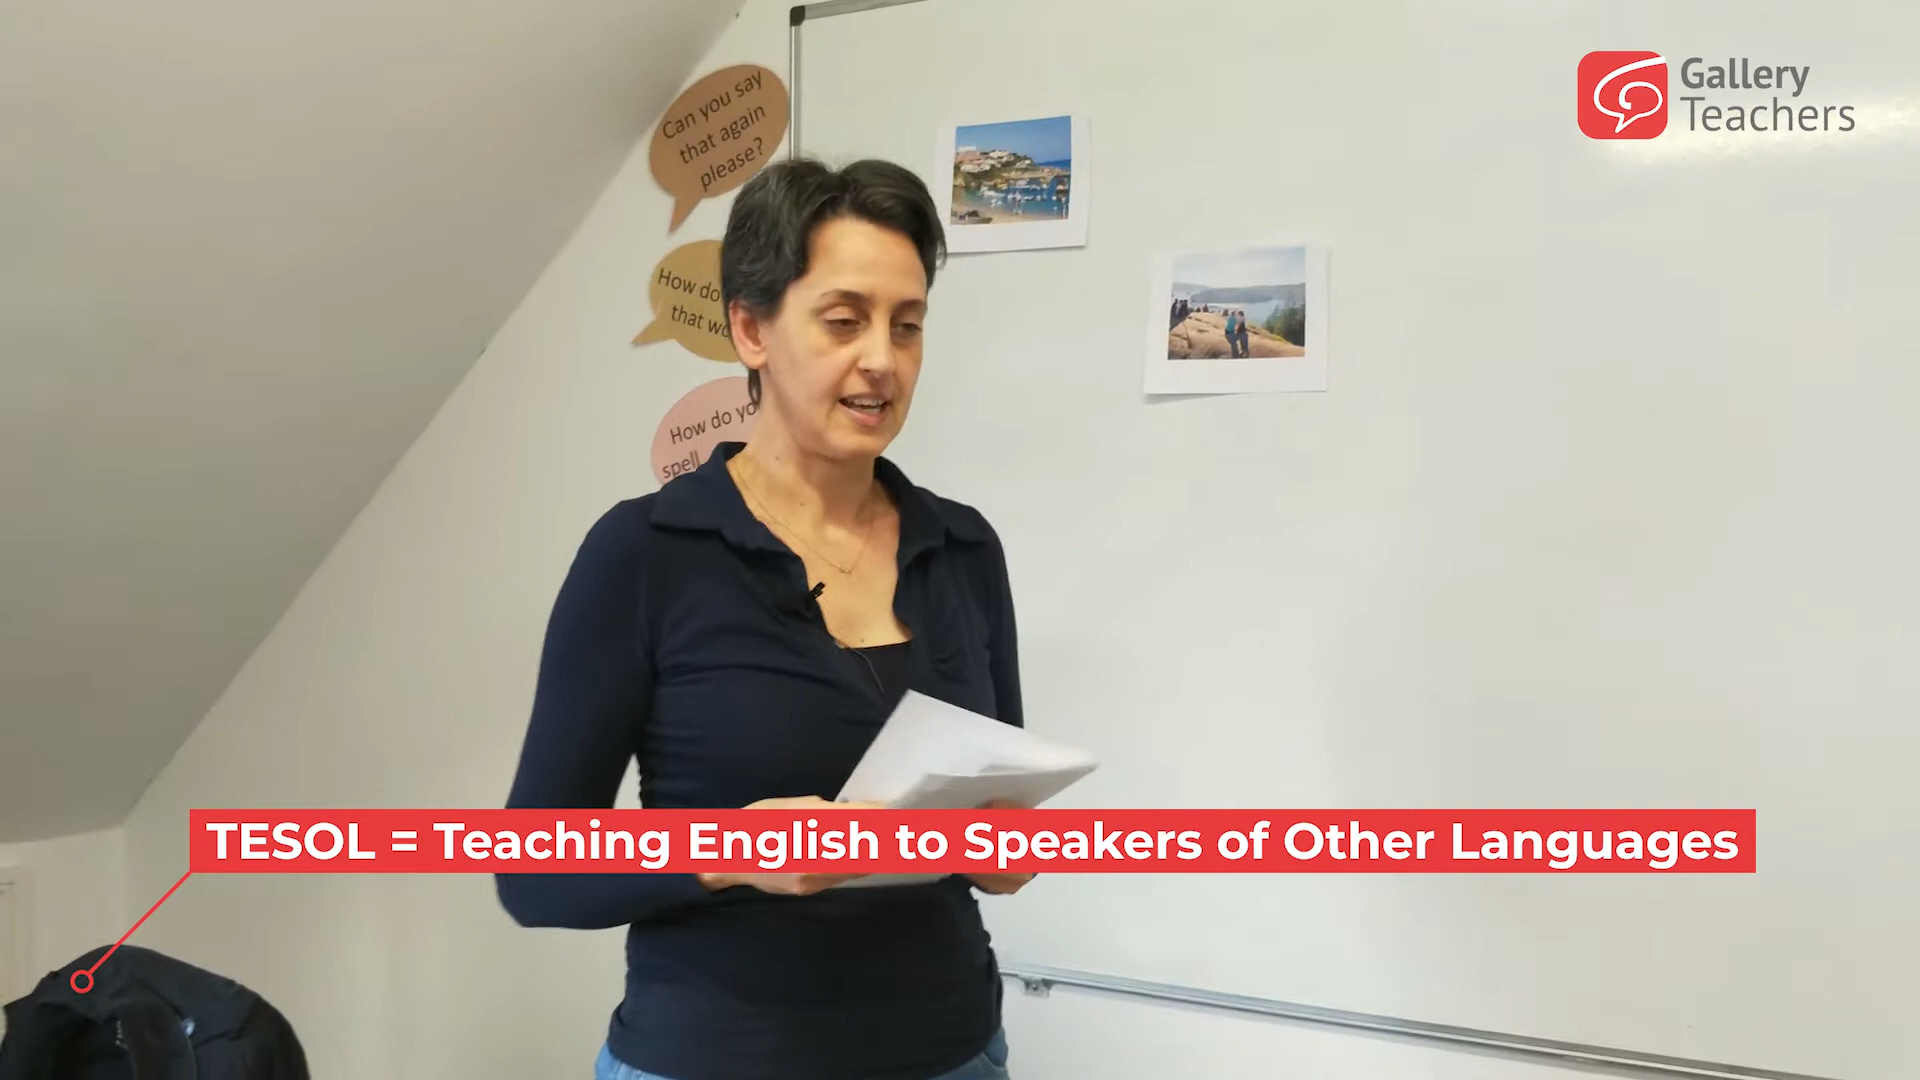 Gallery
Teachers
Can you say
that again
please?
How do
that
How do
spell
TESOL = Teaching English to Speakers of Other Languages